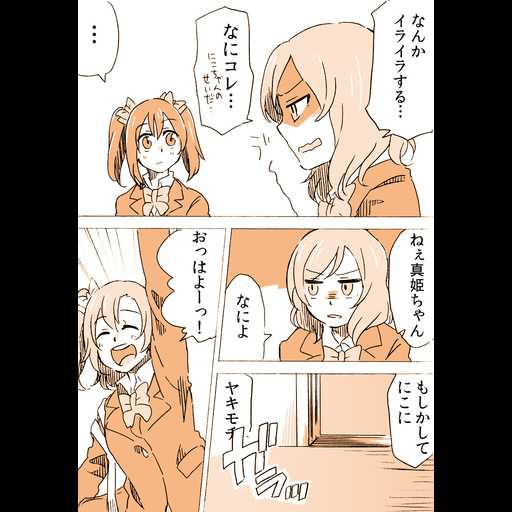 なんか
イライラする…
なにコレ…
にこちゃんの
せいだ…
…
ねぇ真姫ちゃん
なによ
もしかして
にこに
ヤキモチ
ガラッ
おっはよーっ!